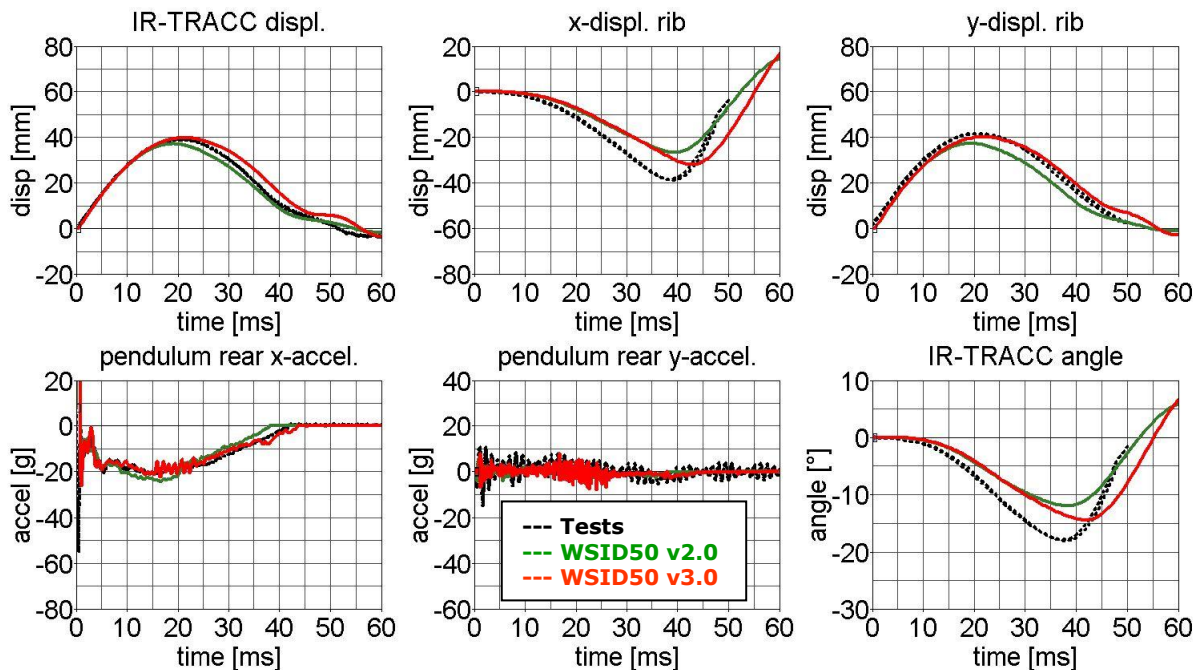 IR-TRACC displ.
x-displ. rib
y-displ. rib
disp [mm]
80
60
40
20
0
-20
0 10 20 30 40 50 60
time [ms]
disp [mm]
20
0
-20
-40
-60
-80
0 10 20 30 40 50 60
time [ms]
disp [mm]
80
60
40
20
0
-20
0 10 20 30 40 50 60
time [ms]
pendulum rear x-accel.
pendulum rear y-accel.
IR-TRACC angle
accel [g]
20
0
-20
-40
-60
-80
0 10 20 30 40 50 60
time [ms]
accel [g]
40
20
0
-20
-40
-60
0 10 20 30 40 50 60
time [ms]
Tests
WSID50 v2.0
WSID50 v3.0
angle [°]
10
0
-10
-20
-30
0 10 20 30 40 50 60
time [ms]